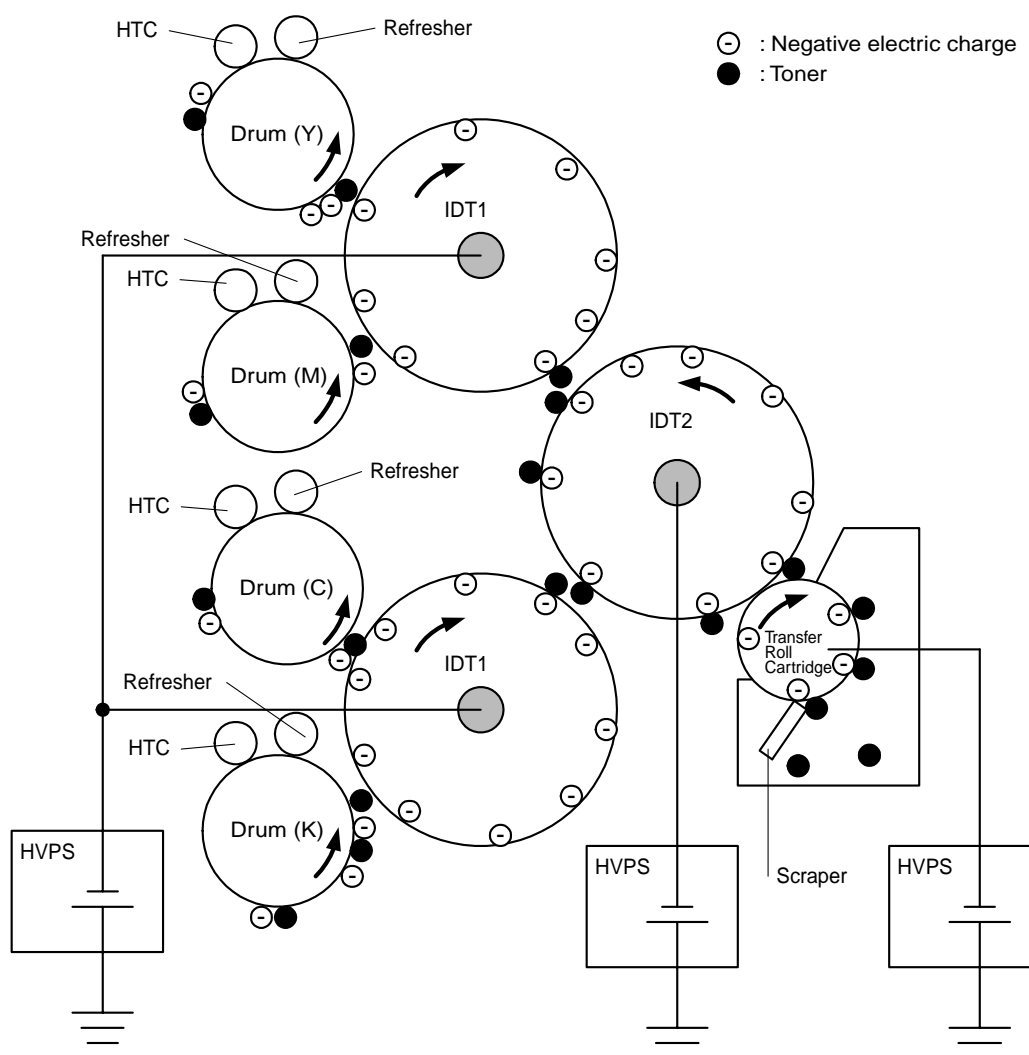 HTC
Refresher
- : Negative electric charge
: Toner
Drum (Y)
IDT1
Refresher
HTC
Drum (M)
IDT2
Refresher
HTC
Drum (C)
IDT1
Transfer
Roll
Cartridge
Refresher
HTC
Drum (K)
Scraper
HVPS
HVPS
HVPS